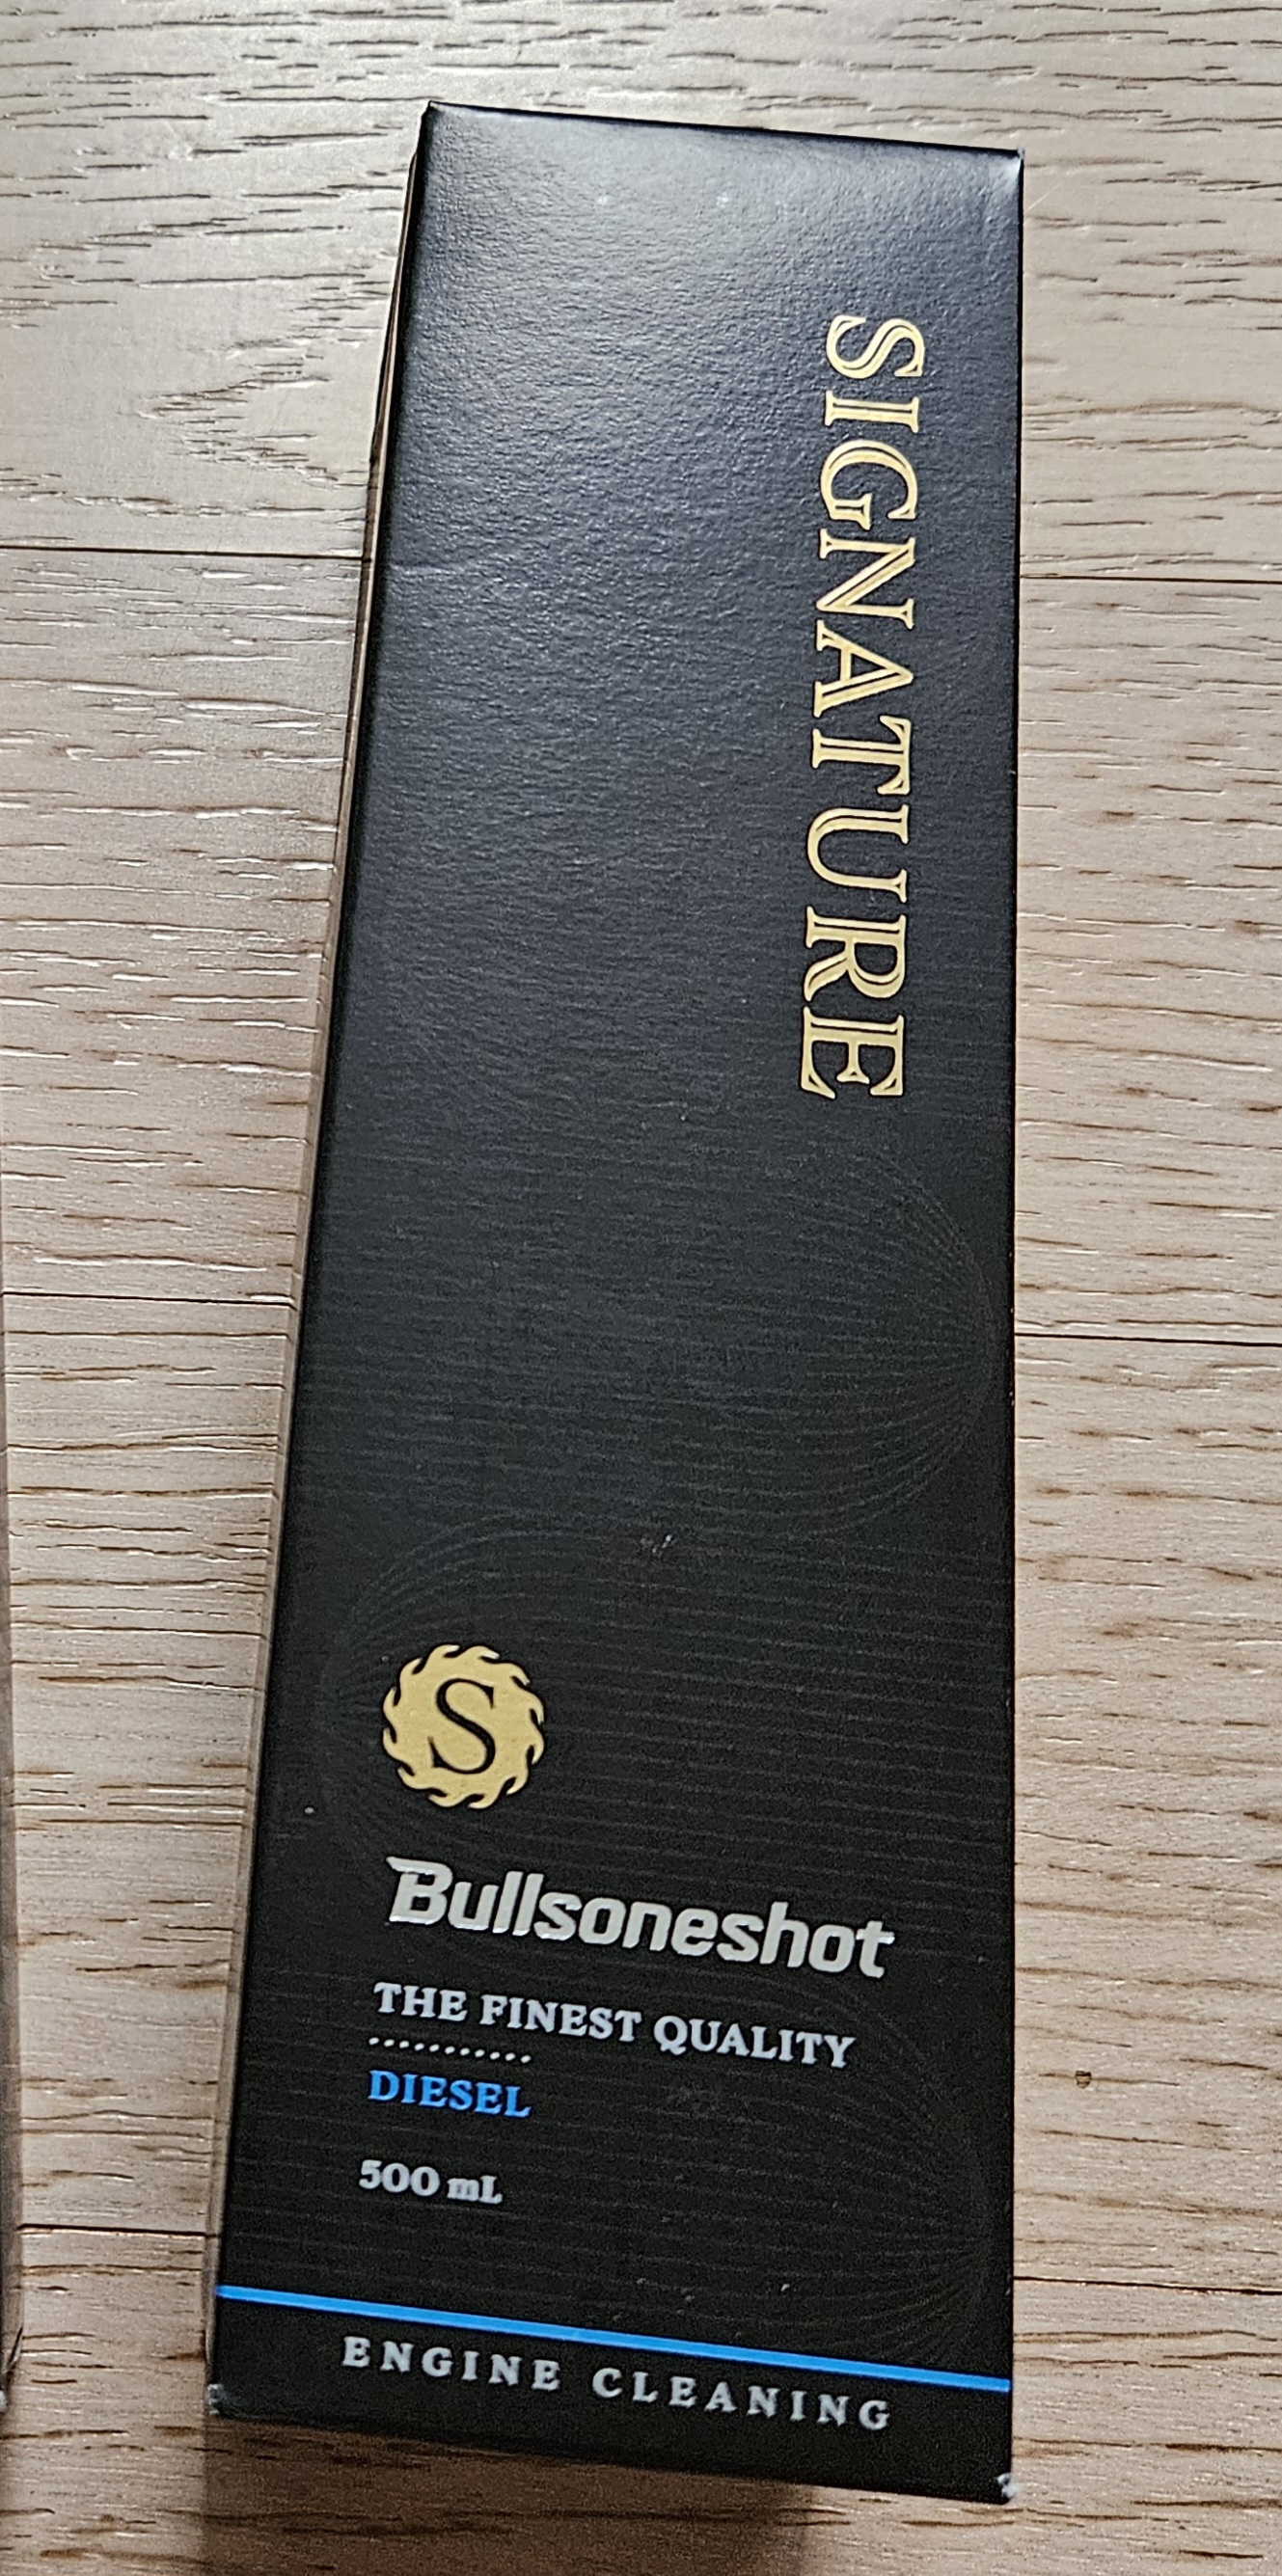 SIGNATURE
S
Bullsoneshot
THE FINEST QUALITY
DIESEL
500 mL
ENGINE CLEANING